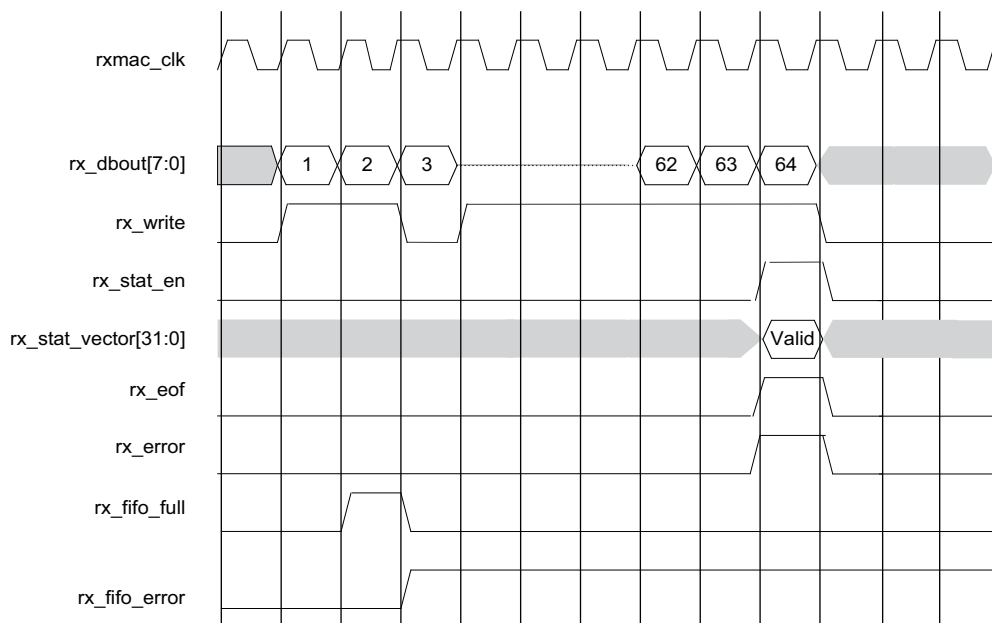 rxmac_clk
rx_dbout[7:0] 1 2 3 62 63 64
rx_write
rx_stat_en
rx_stat_vector[31:0] Valid
rx_eof
rx_error
rx_fifo_full
rx_fifo_error